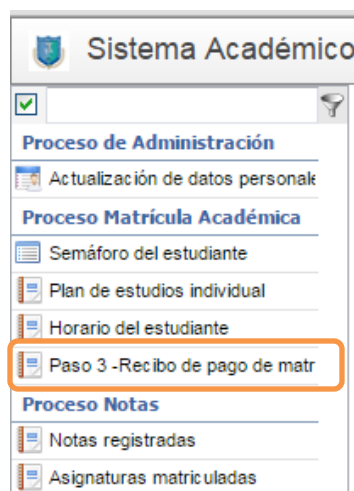 Sistema Académico
Proceso de Administración
Actualización de datos personale
Proceso Matrícula Académica
Semáforo del estudiante
Plan de estudios individual
Horario del estudiante
Paso 3 -Recibo de pago de matr
Proceso Notas
Notas registradas
Asignaturas matriculadas